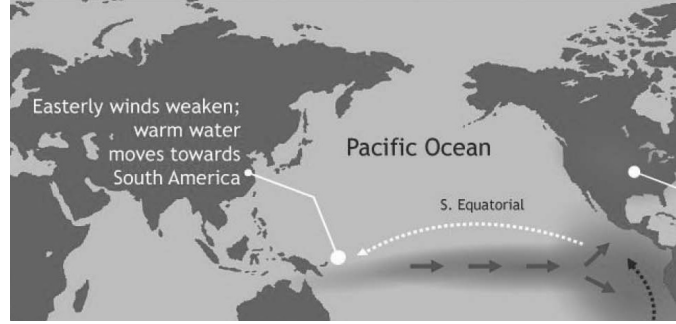 Easterly winds weaken;
warm water
moves towards
South America
Pacific Ocean
S. Equatorial